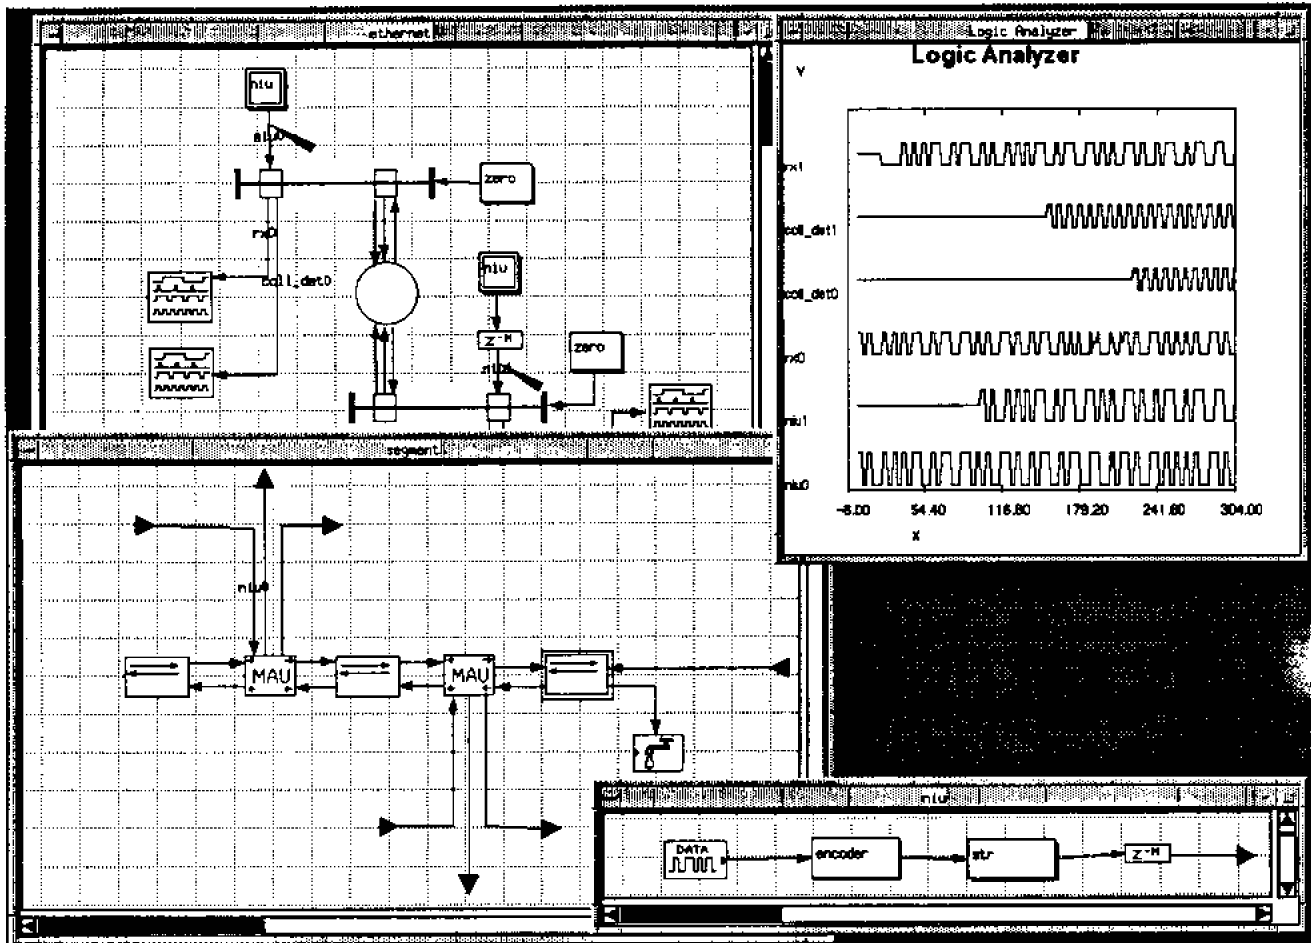 ethernet
niu
niu0
zero
rx0
coll_det0
niu
z⁻ᴹ
zero
Logic Analyzer
Logic Analyzer
Y
rx1
coll_det1
coll_det0
rx0
niu1
niu0
-8.00 54.40 116.80 179.20 241.60 304.00
X
segment
niu0
MAU
MAU
niu
DATA
encoder
str
z⁻ᴹ